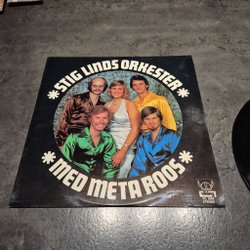 * STIG LINDS ORKESTER *
* MED META ROOS *